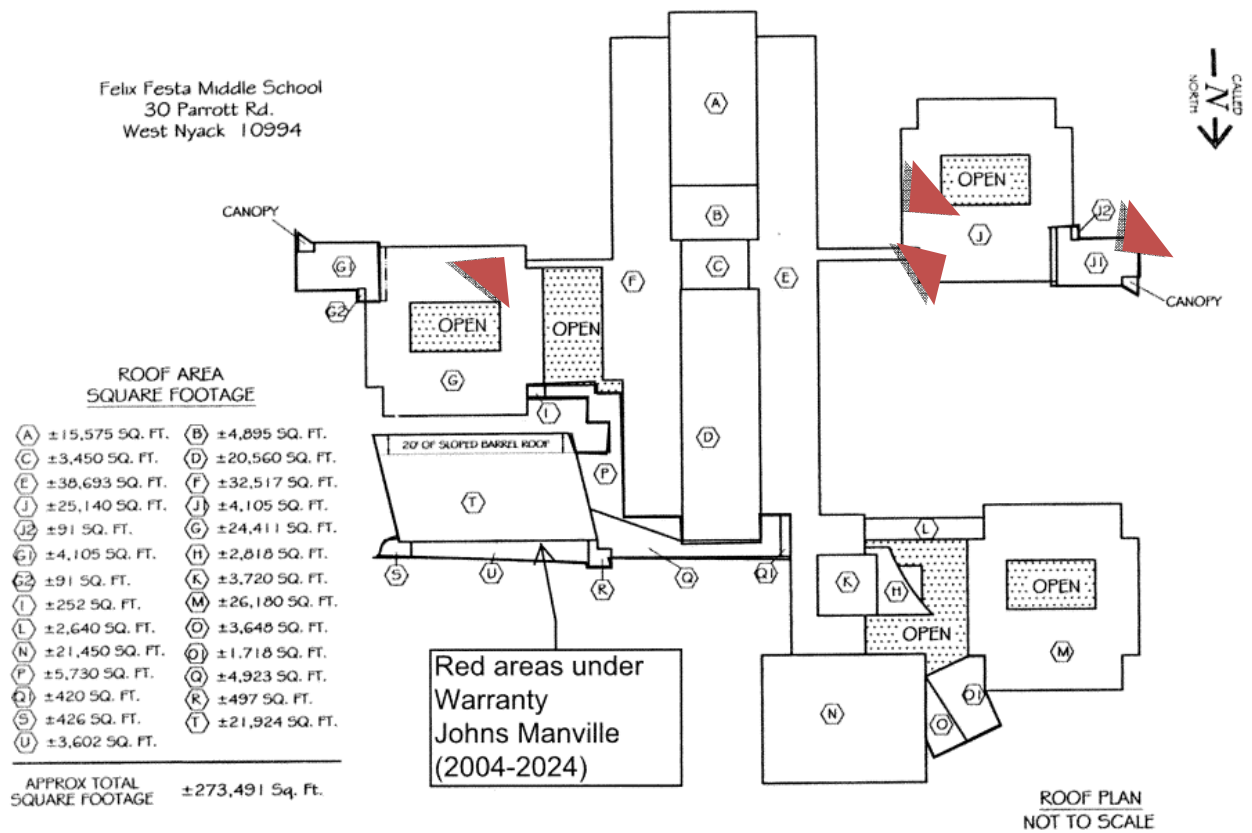 Felix Festa Middle School
30 Parrott Rd.
West Nyack 10994
CALLED
NORTH
N
A
B
C
D
E
F
CANOPY
G1
G2
OPEN
G
OPEN
I
20' OF SLOPED BARREL ROOF
P
T
S
U
R
Q
Q1
OPEN
J
J2
J1
CANOPY
L
K
H
OPEN
OPEN
M
N
O
O1
ROOF AREA
SQUARE FOOTAGE
A ±15,575 SQ. FT. B ±4,895 SQ. FT.
C ±3,450 SQ. FT. D ±20,560 SQ. FT.
E ±38,693 SQ. FT. F ±32,517 SQ. FT.
J ±25,140 SQ. FT. J1 ±4,105 SQ. FT.
J2 ±91 SQ. FT. G ±24,411 SQ. FT.
G1 ±4,105 SQ. FT. H ±2,818 SQ. FT.
G2 ±91 SQ. FT. K ±3,720 SQ. FT.
I ±252 SQ. FT. M ±26,180 SQ. FT.
L ±2,640 SQ. FT. O ±3,648 SQ. FT.
N ±21,450 SQ. FT. O1 ±1.718 SQ. FT.
P ±5,730 SQ. FT. Q ±4,923 SQ. FT.
Q1 ±420 SQ. FT. R ±497 SQ. FT.
S ±426 SQ. FT. T ±21,924 SQ. FT.
U ±3,602 SQ. FT.
APPROX TOTAL
SQUARE FOOTAGE ±273,491 Sq. Ft.
Red areas under
Warranty
Johns Manville
(2004-2024)
ROOF PLAN
NOT TO SCALE